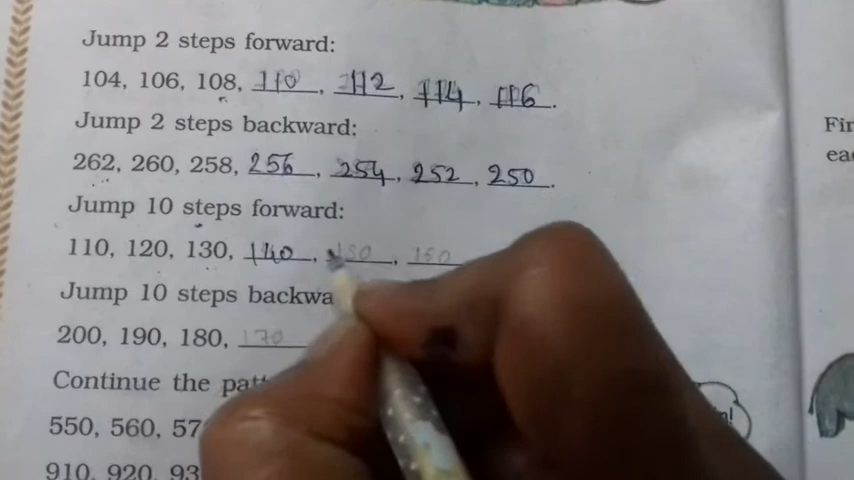 Jump 2 steps forward:
104, 106, 108, 110, 112, 114, 116.
Jump 2 steps backward:
262, 260, 258, 256, 254, 252, 250.
Jump 10 steps forward:
110, 120, 130, 140, 150, 160
Jump 10 steps backwa
200, 190, 180, 170
Continue the pat
550, 560, 57
910, 920, 93